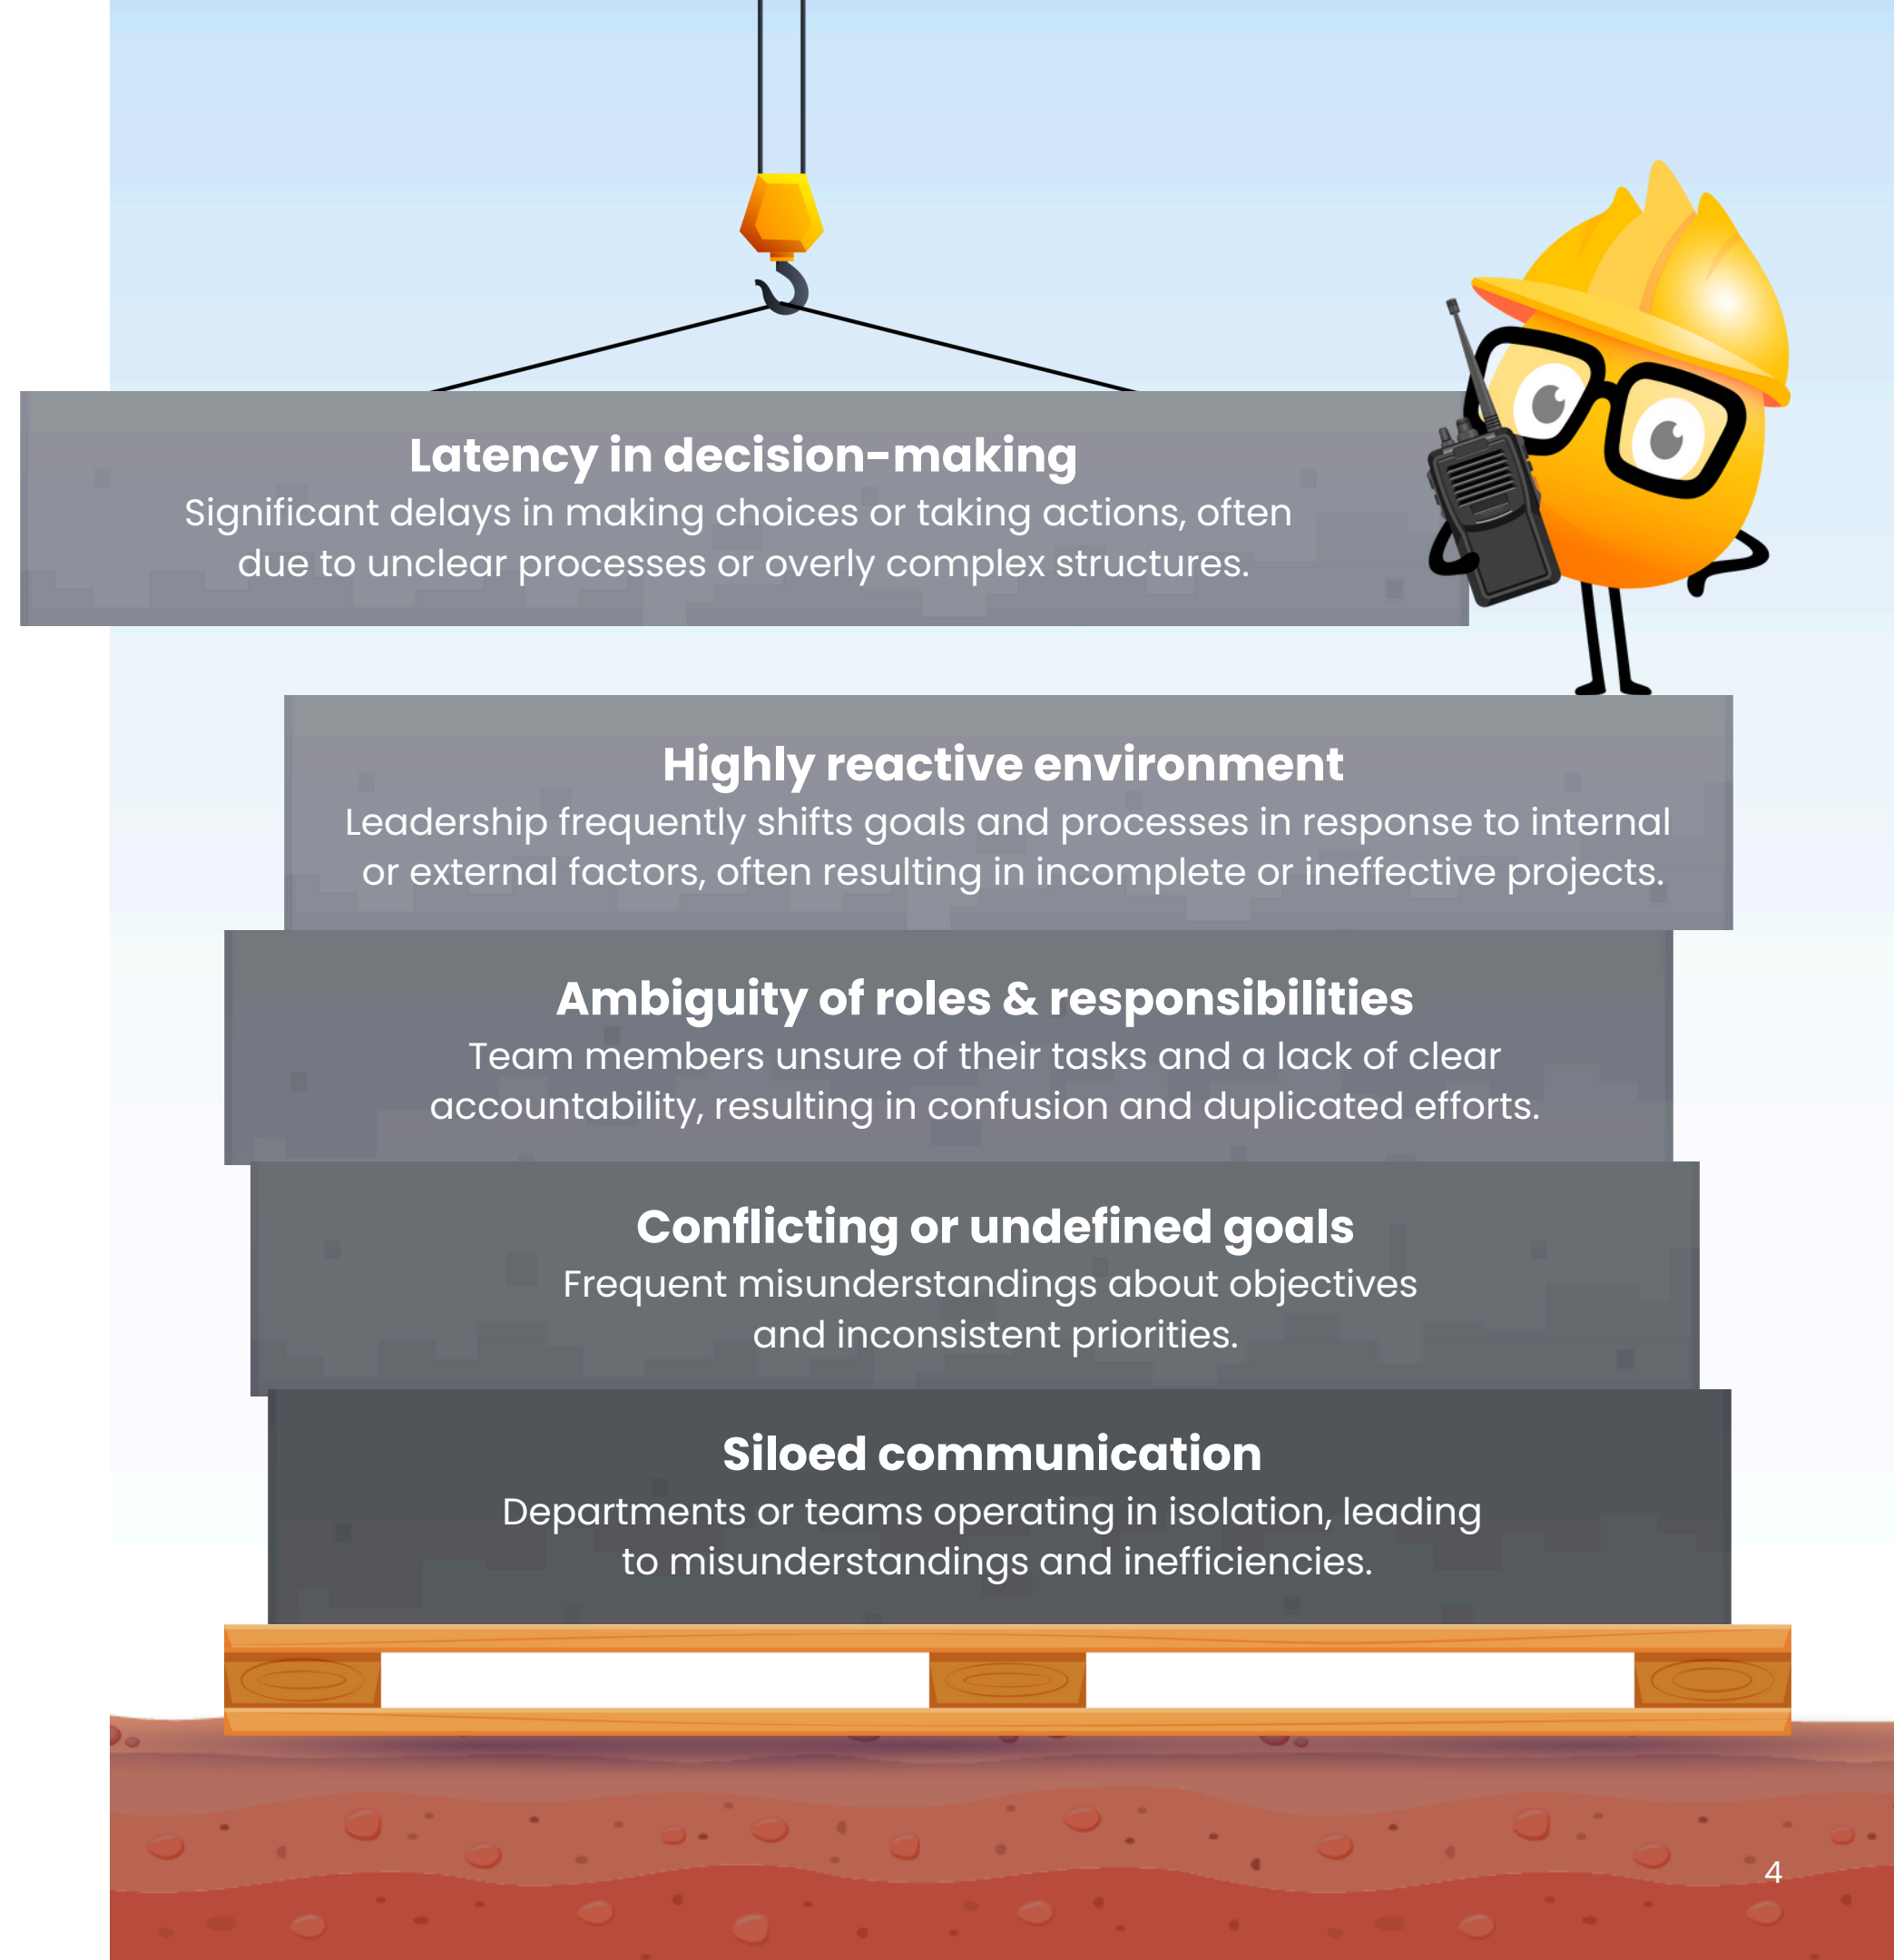 Latency in decision-making
Significant delays in making choices or taking actions, often
due to unclear processes or overly complex structures.
Highly reactive environment
Leadership frequently shifts goals and processes in response to internal
or external factors, often resulting in incomplete or ineffective projects.
Ambiguity of roles & responsibilities
Team members unsure of their tasks and a lack of clear
accountability, resulting in confusion and duplicated efforts.
Conflicting or undefined goals
Frequent misunderstandings about objectives
and inconsistent priorities.
Siloed communication
Departments or teams operating in isolation, leading
to misunderstandings and inefficiencies.
4